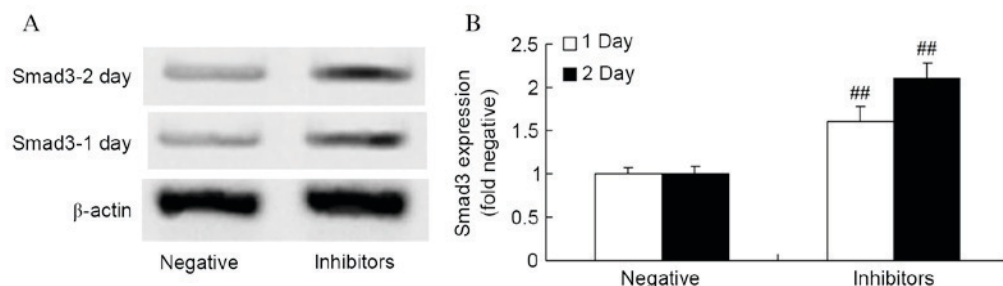 A
Smad3-2 day
Smad3-1 day
β-actin
Negative
Inhibitors
B
Smad3 expression
(fold negative)
2.5
2
1.5
1
0.5
0
1 Day
2 Day
##
##
Negative
Inhibitors